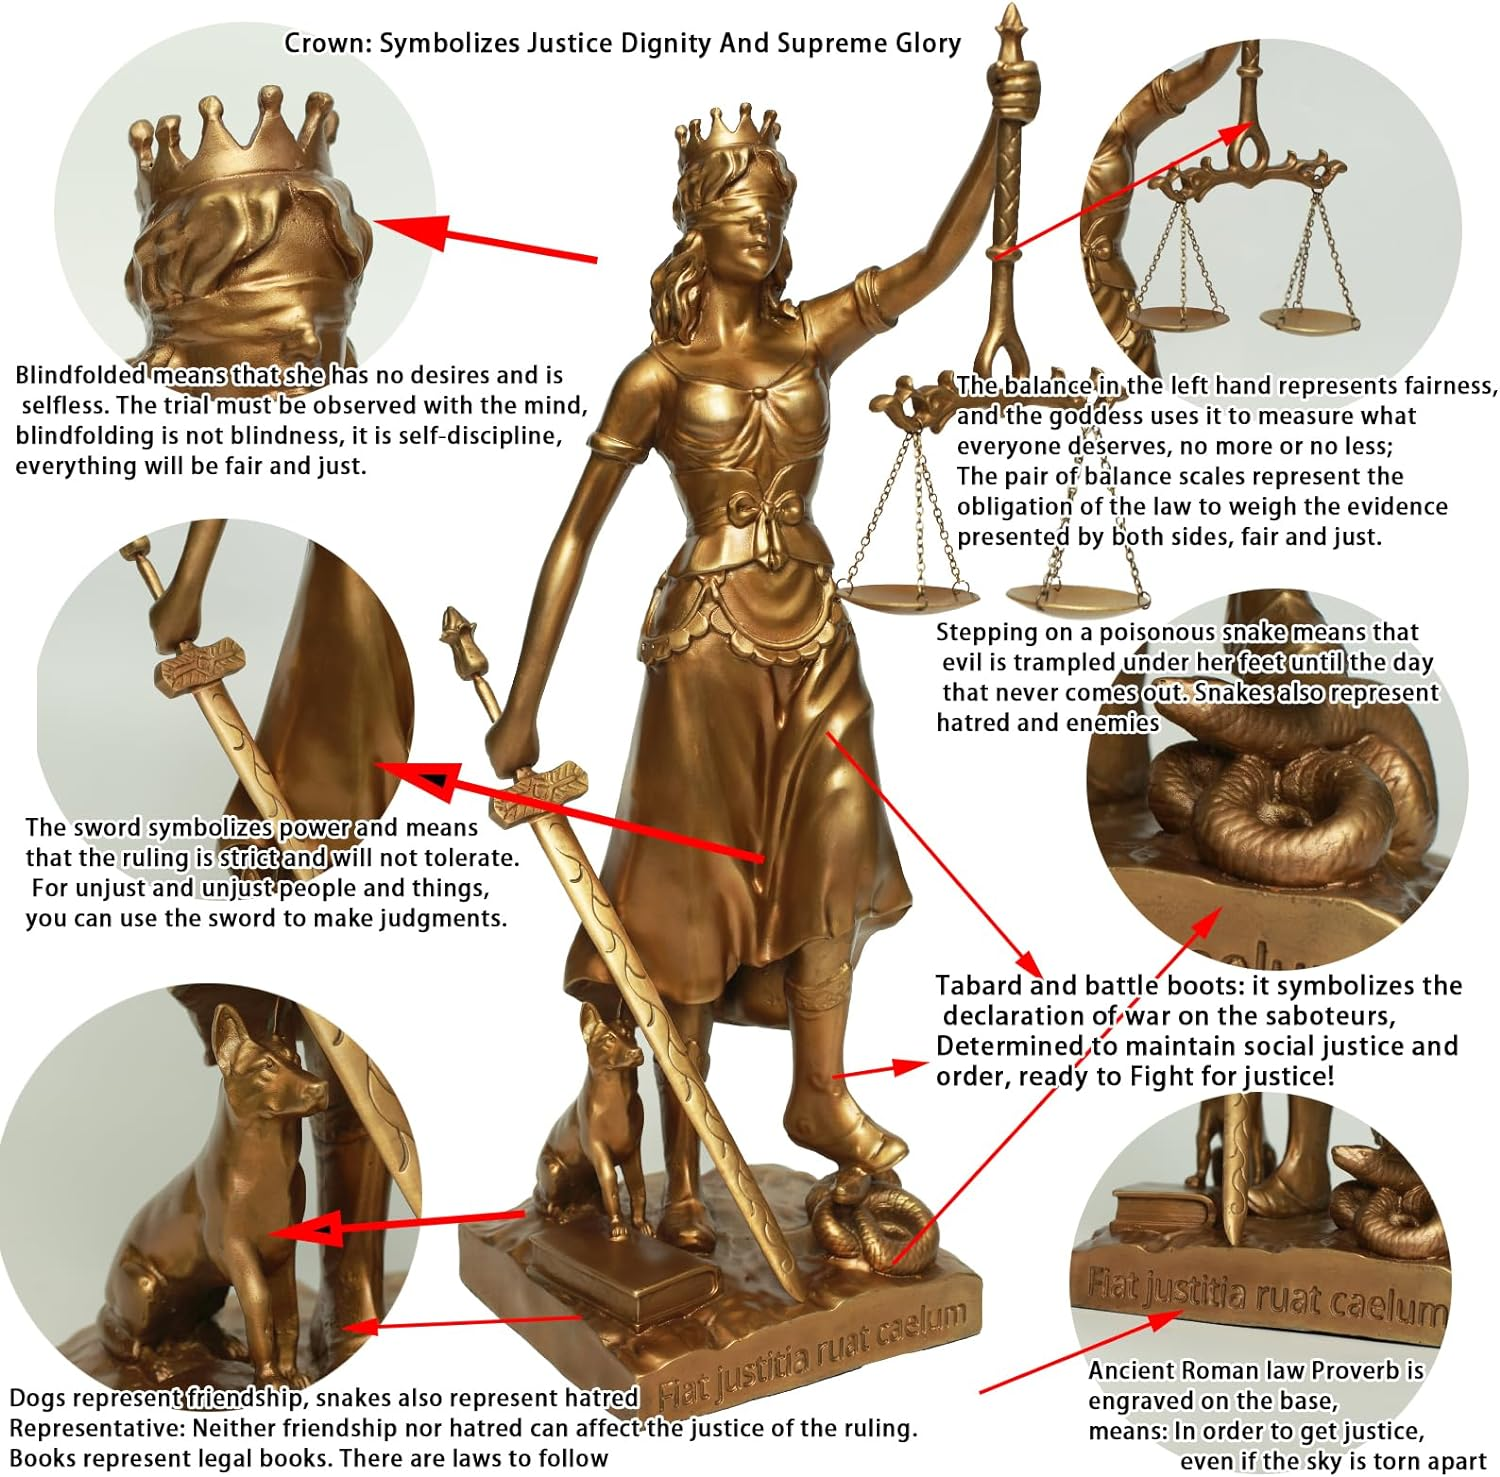 Crown: Symbolizes Justice Dignity And Supreme Glory
Blindfolded means that she has no desires and is
selfless. The trial must be observed with the mind,
blindfolding is not blindness, it is self-discipline,
everything will be fair and just.
The balance in the left hand represents fairness,
and the goddess uses it to measure what
everyone deserves, no more or no less;
The pair of balance scales represent the
obligation of the law to weigh the evidence
presented by both sides, fair and just.
Stepping on a poisonous snake means that
evil is trampled under her feet until the day
that never comes out. Snakes also represent
hatred and enemies
The sword symbolizes power and means
that the ruling is strict and will not tolerate.
For unjust and unjust people and things,
you can use the sword to make judgments.
Tabard and battle boots: it symbolizes the
declaration of war on the saboteurs,
Determined to maintain social justice and
order, ready to Fight for justice!
Fiat justitia ruat caelum
Fiat justitia ruat caelum
Ancient Roman law Proverb is
engraved on the base,
means: In order to get justice,
even if the sky is torn apart
Dogs represent friendship, snakes also represent hatred
Representative: Neither friendship nor hatred can affect the justice of the ruling.
Books represent legal books. There are laws to follow